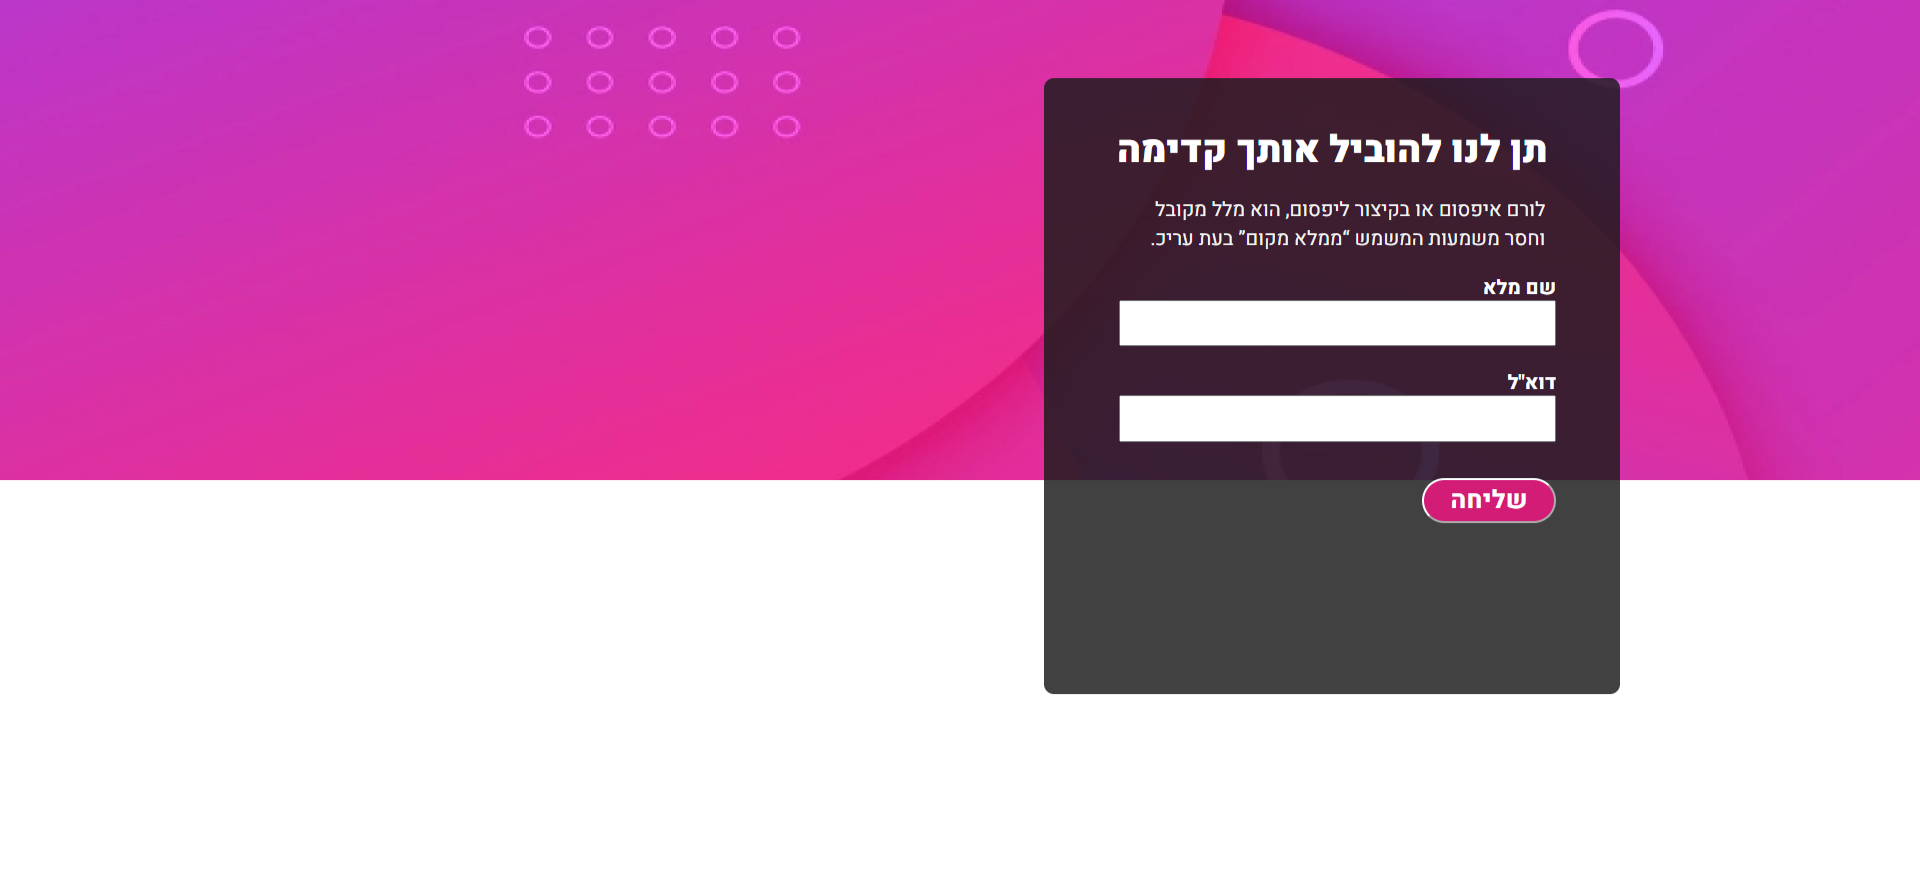 תן לנו להוביל אותך קדימה
לורם איפסום או בקיצור ליפסום, הוא מלל מקובל
וחסר משמעות המשמש “ממלא מקום” בעת עריכ.
שם מלא
דוא"ל
שליחה